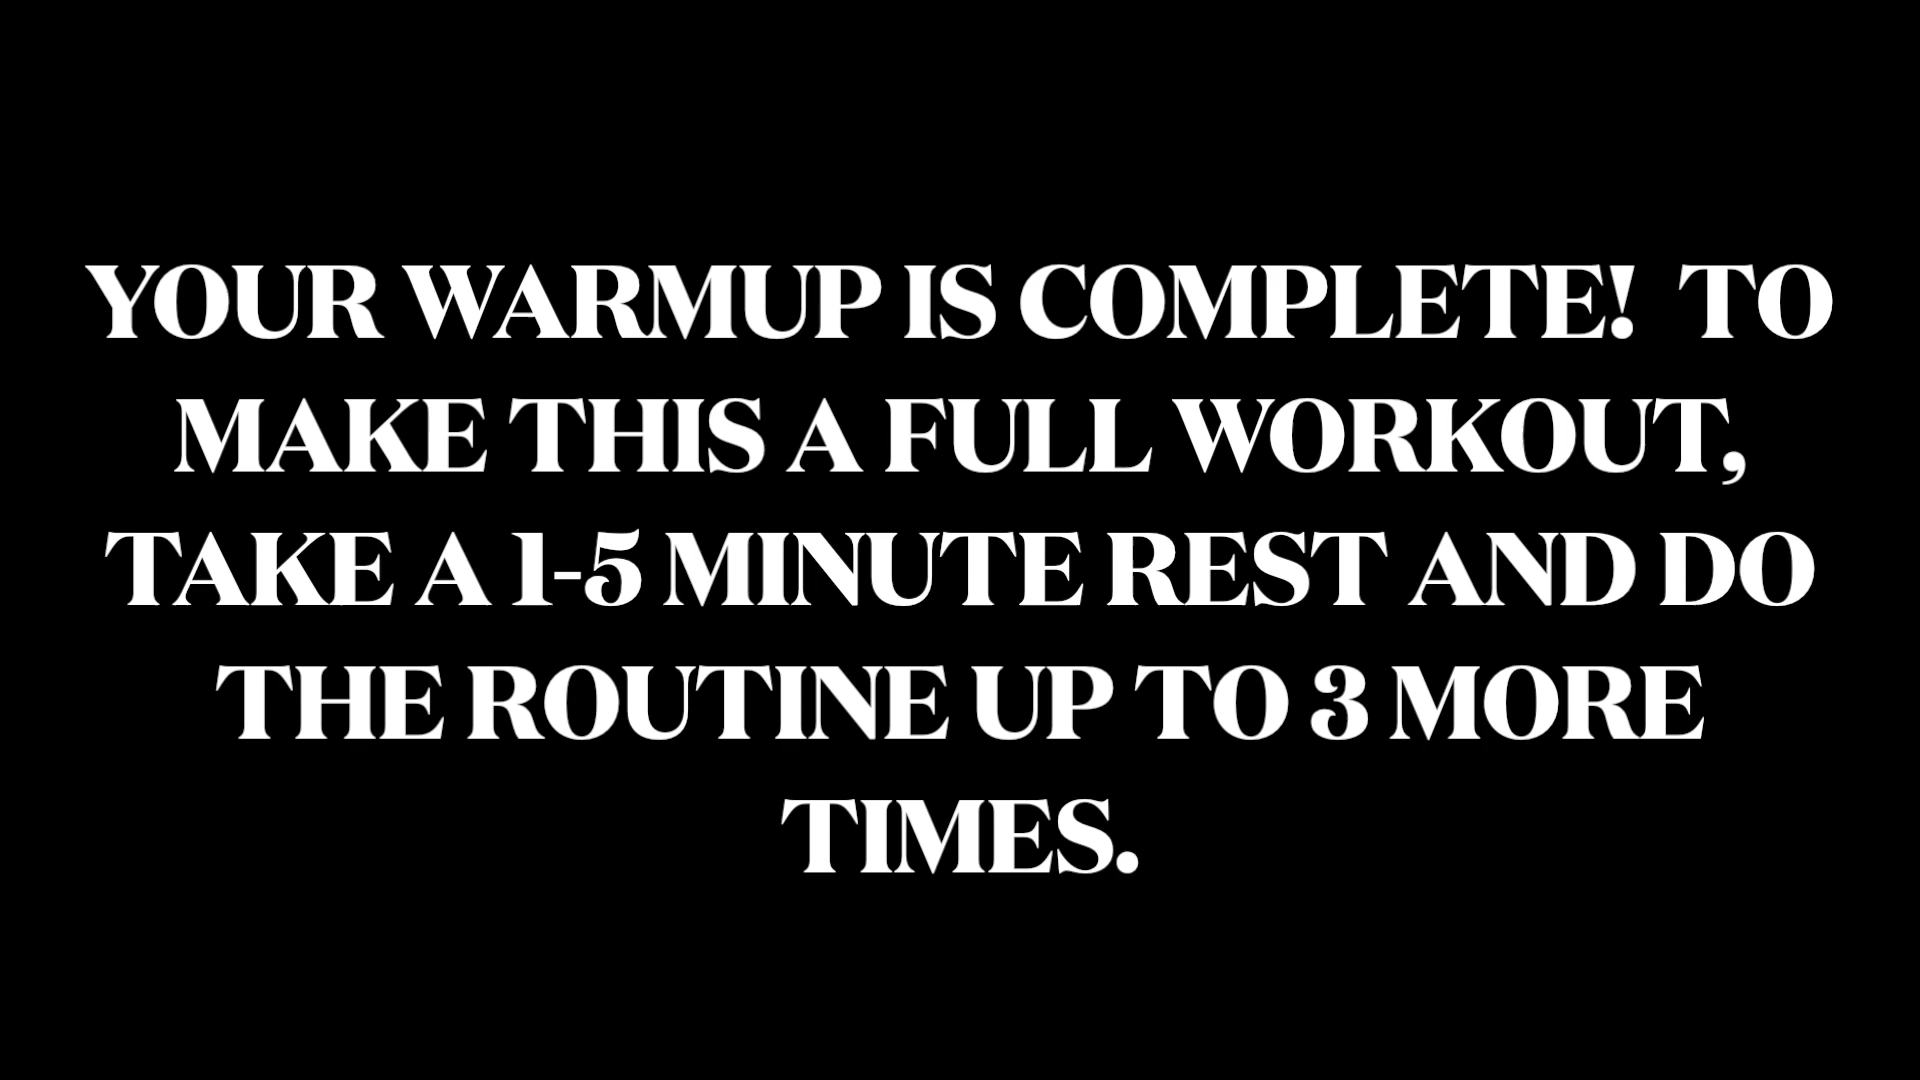 YOUR WARMUP IS COMPLETE!  TO
MAKE THIS A FULL WORKOUT,
TAKE A 1-5 MINUTE REST AND DO
THE ROUTINE UP TO 3 MORE
TIMES.